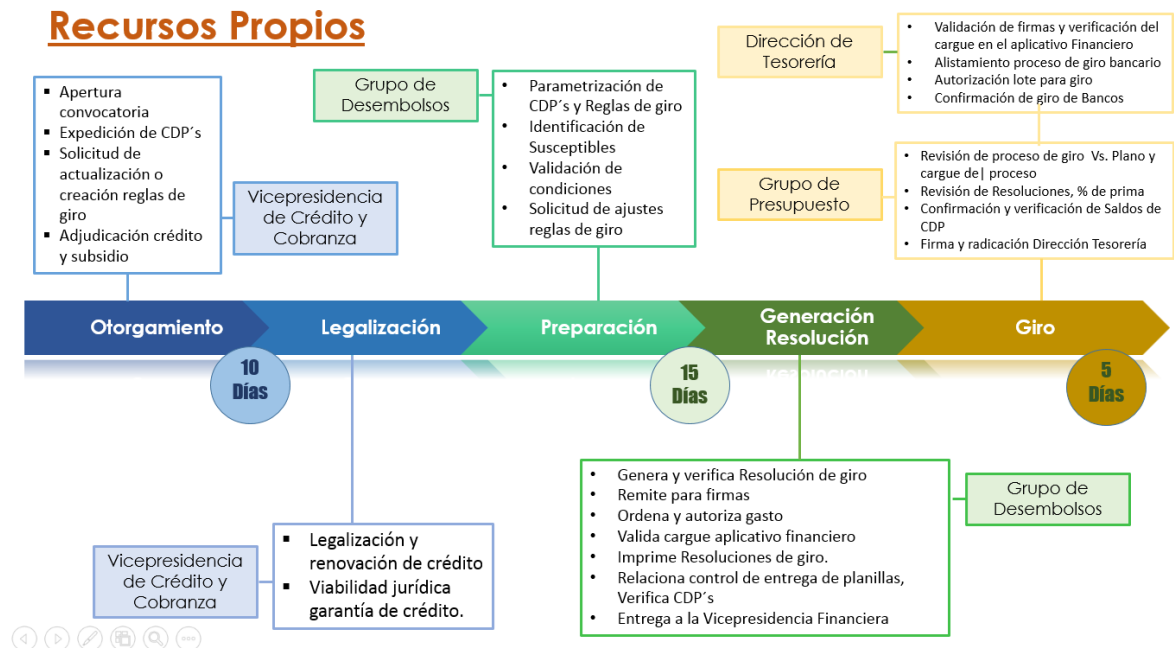 Recursos Propios
▪ Apertura
convocatoria
▪ Expedición de CDP´s
▪ Solicitud de
actualización o
creación reglas de
giro
▪ Adjudicación crédito
y subsidio
Vicepresidencia
de Crédito y
Cobranza
Grupo de
Desembolsos
• Parametrización de
CDP´s y Reglas de giro
• Identificación de
Susceptibles
• Validación de
condiciones
• Solicitud de ajustes
reglas de giro
Dirección de
Tesorería
• Validación de firmas y verificación del
cargue en el aplicativo Financiero
• Alistamiento proceso de giro bancario
• Autorización lote para giro
• Confirmación de giro de Bancos
Grupo de
Presupuesto
• Revisión de proceso de giro Vs. Plano y
cargue de| proceso
• Revisión de Resoluciones, % de prima
• Confirmación y verificación de Saldos de
CDP
• Firma y radicación Dirección Tesorería
Otorgamiento
Legalización
Preparación
Generación
Resolución
Giro
10
Días
15
Días
5
Días
Vicepresidencia
de Crédito y
Cobranza
▪ Legalización y
renovación de crédito
▪ Viabilidad jurídica
garantía de crédito.
• Genera y verifica Resolución de giro
• Remite para firmas
• Ordena y autoriza gasto
• Valida cargue aplicativo financiero
• Imprime Resoluciones de giro.
• Relaciona control de entrega de planillas,
Verifica CDP´s
• Entrega a la Vicepresidencia Financiera
Grupo de
Desembolsos